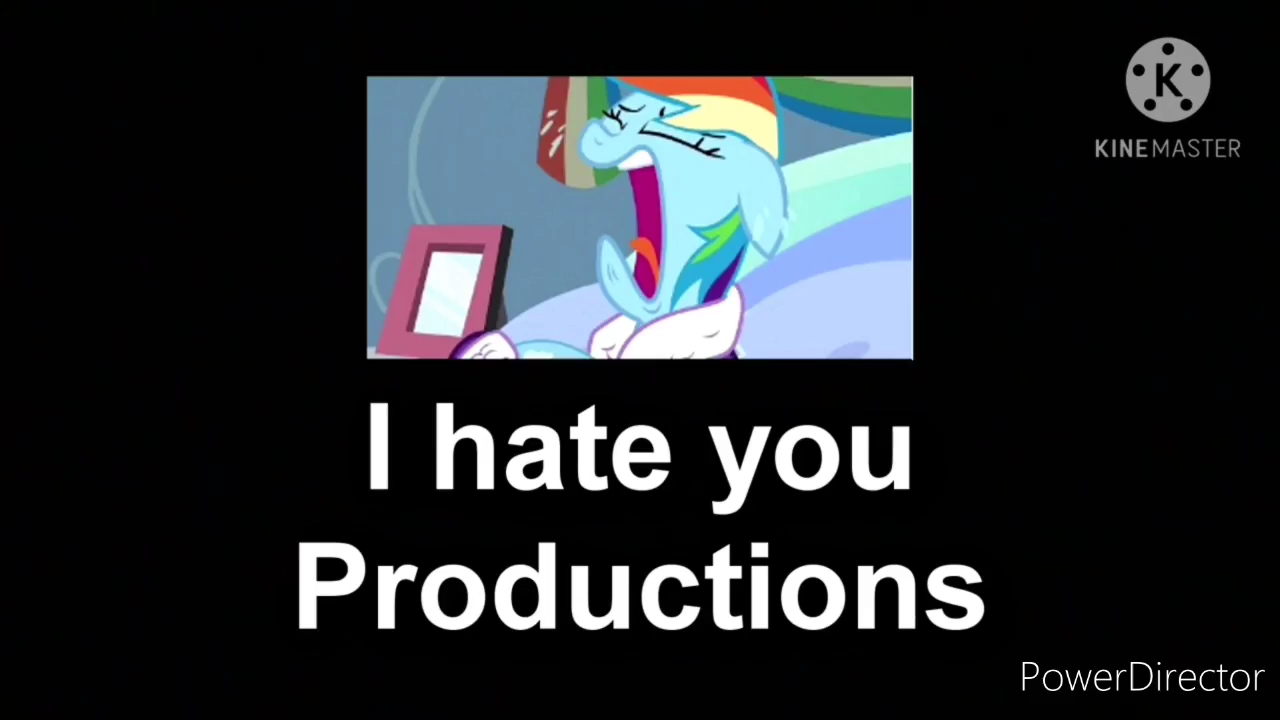 K
KINEMASTER
I hate you
Productions
PowerDirector